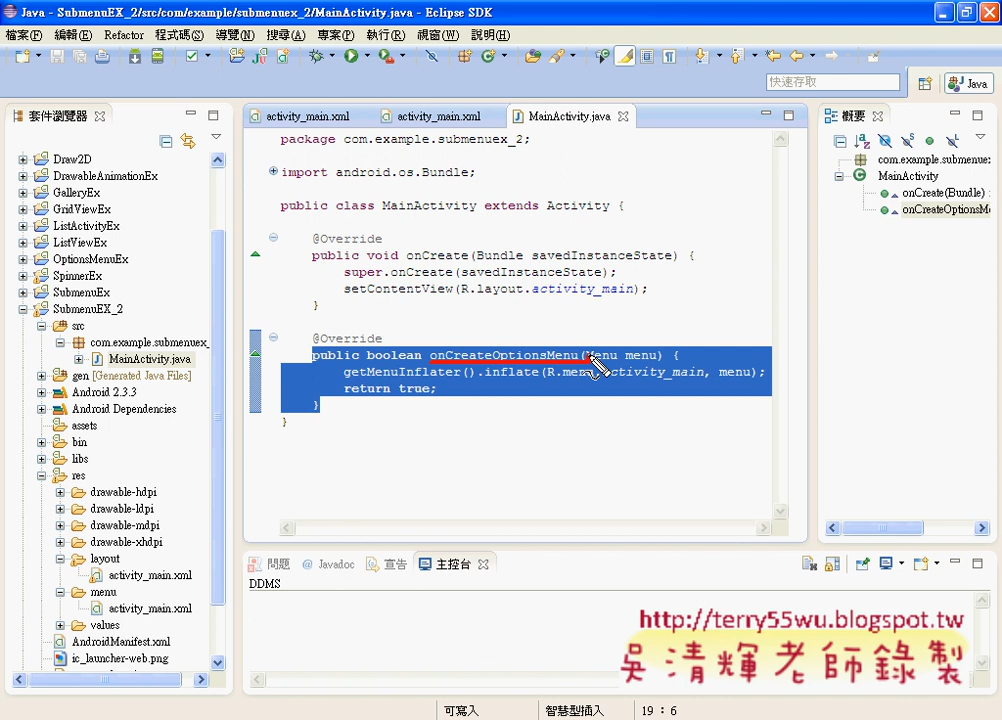 Java - SubmenuEX_2/src/com/example/submenuex_2/MainActivity.java - Eclipse SDK
檔案(F) 編輯(E) Refactor 程式碼(S) 導覽(N) 搜尋(A) 專案(P) 執行(R) 視窗(W) 說明(H)
快速存取
Java
套件瀏覽器
Draw2D
DrawableAnimationEx
GalleryEx
GridViewEx
ListActivityEx
ListViewEx
OptionsMenuEx
SpinnerEx
SubmenuEx
SubmenuEX_2
src
com.example.submenuex_
MainActivity.java
gen [Generated Java Files]
Android 2.3.3
Android Dependencies
assets
bin
libs
res
drawable-hdpi
drawable-ldpi
drawable-mdpi
drawable-xhdpi
layout
activity_main.xml
menu
activity_main.xml
values
AndroidManifest.xml
ic_launcher-web.png
activity_main.xml activity_main.xml MainActivity.java
package com.example.submenuex_2;
import android.os.Bundle;
public class MainActivity extends Activity {
@Override
public void onCreate(Bundle savedInstanceState) {
super.onCreate(savedInstanceState);
setContentView(R.layout.activity_main);
}
@Override
public boolean onCreateOptionsMenu(Menu menu) {
getMenuInflater().inflate(R.menu.activity_main, menu);
return true;
}
}
概要
com.example.submenue
MainActivity
onCreate(Bundle) :
onCreateOptionsMe
問題 @ Javadoc 宣告 主控台
DDMS
http://terry55wu.blogspot.tw
吳清輝老師錄製
可寫入 智慧型插入 19 : 6